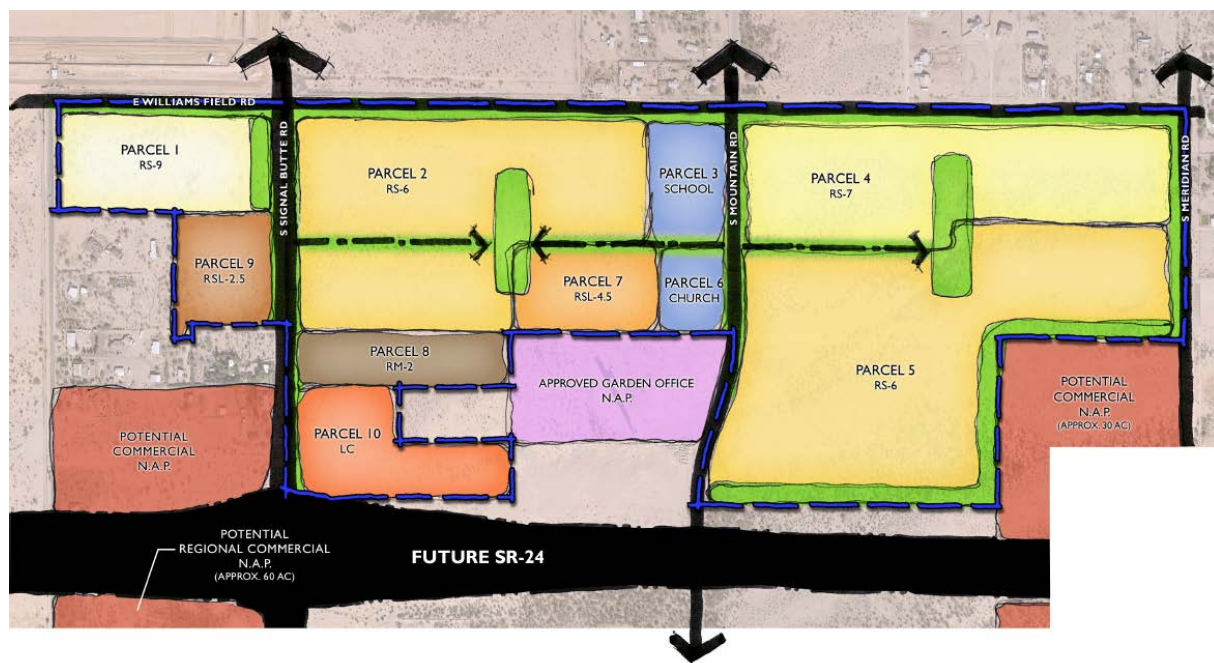 E WILLIAMS FIELD RD
S SIGNAL BUTTE RD
S MOUNTAIN RD
S MERIDIAN RD
PARCEL 1
RS-9
PARCEL 2
RS-6
PARCEL 3
SCHOOL
PARCEL 4
RS-7
PARCEL 9
RSL-2.5
PARCEL 7
RSL-4.5
PARCEL 6
CHURCH
PARCEL 8
RM-2
APPROVED GARDEN OFFICE
N.A.P.
PARCEL 5
RS-6
POTENTIAL
COMMERCIAL
N.A.P.
(APPROX. 30 AC)
POTENTIAL
COMMERCIAL
N.A.P.
PARCEL 10
LC
POTENTIAL
REGIONAL COMMERCIAL
N.A.P.
(APPROX. 60 AC)
FUTURE SR-24